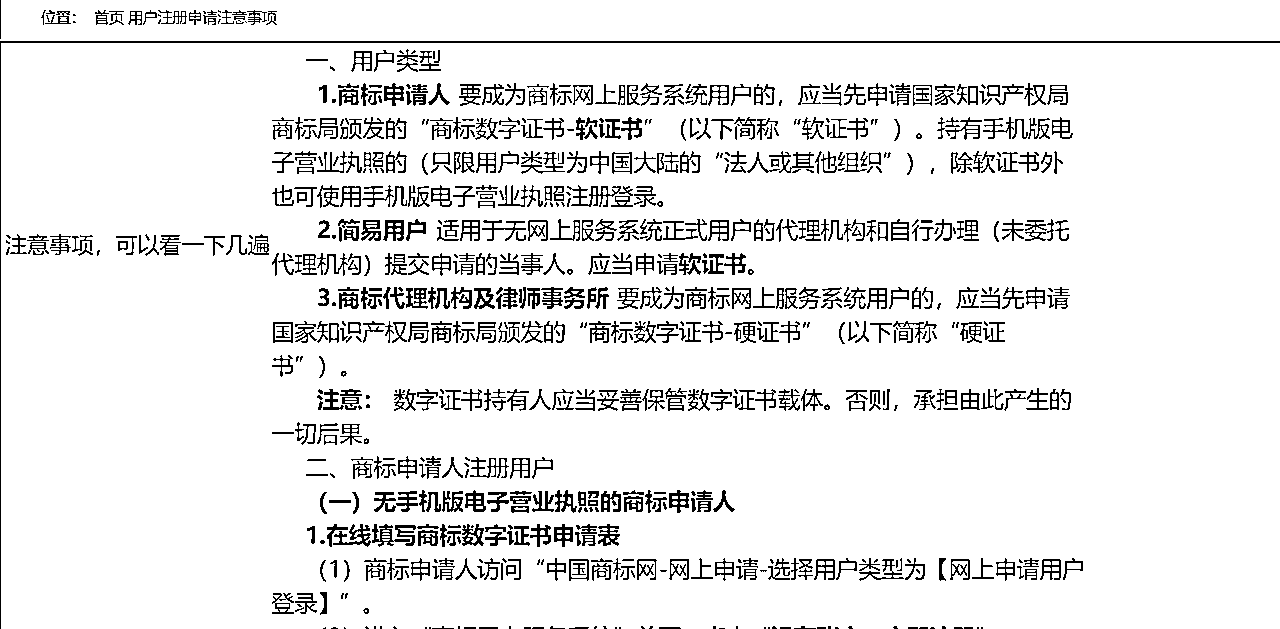 位置： 首页 用户注册申请注意事项
一、用户类型
1.商标申请人 要成为商标网上服务系统用户的，应当先申请国家知识产权局
商标局颁发的“商标数字证书-软证书”（以下简称“软证书”）。持有手机版电
子营业执照的（只限用户类型为中国大陆的“法人或其他组织”），除软证书外
也可使用手机版电子营业执照注册登录。
2.简易用户 适用于无网上服务系统正式用户的代理机构和自行办理（未委托
注意事项，可以看一下几遍
代理机构）提交申请的当事人。应当申请软证书。
3.商标代理机构及律师事务所 要成为商标网上服务系统用户的，应当先申请
国家知识产权局商标局颁发的“商标数字证书-硬证书”（以下简称“硬证
书”）。
注意： 数字证书持有人应当妥善保管数字证书载体。否则，承担由此产生的
一切后果。
二、商标申请人注册用户
（一）无手机版电子营业执照的商标申请人
1.在线填写商标数字证书申请表
（1）商标申请人访问“中国商标网-网上申请-选择用户类型为【网上申请用户
登录】”。